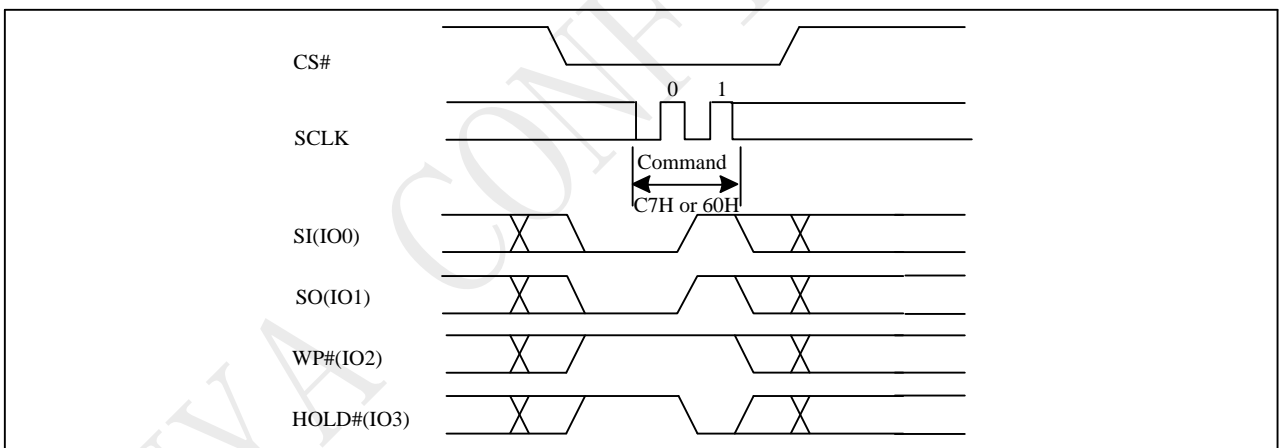 CS#
0 1
SCLK
Command
C7H or 60H
SI(IO0)
SO(IO1)
WP#(IO2)
HOLD#(IO3)